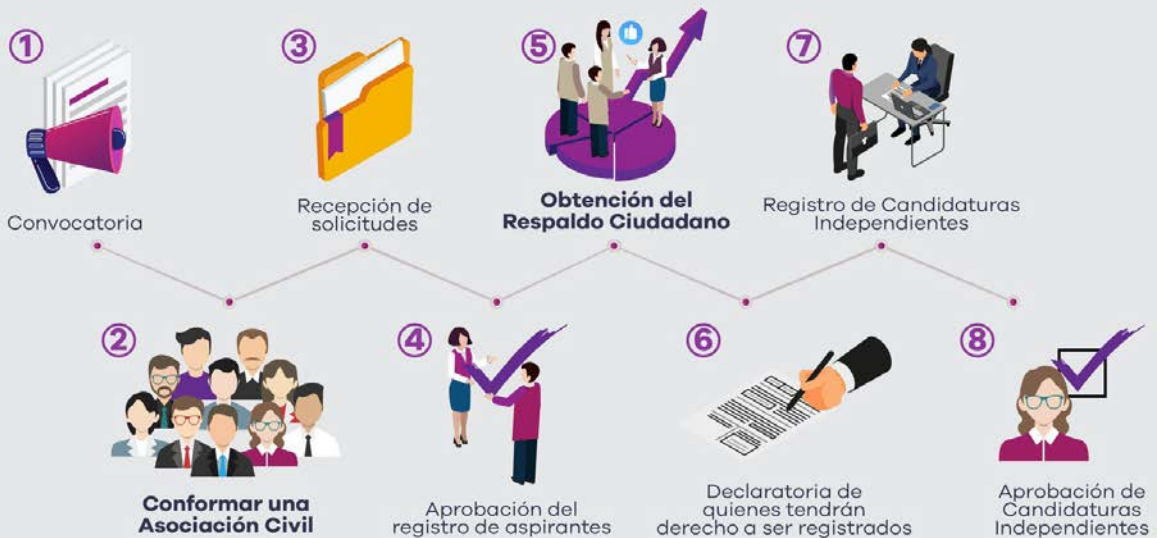 ①
Convocatoria
②
Conformar una
Asociación Civil
③
Recepción de
solicitudes
④
Aprobación del
registro de aspirantes
⑤
Obtención del
Respaldo Ciudadano
⑥
Declaratoria de
quienes tendrán
derecho a ser registrados
⑦
Registro de Candidaturas
Independientes
⑧
Aprobación de
Candidaturas
Independientes